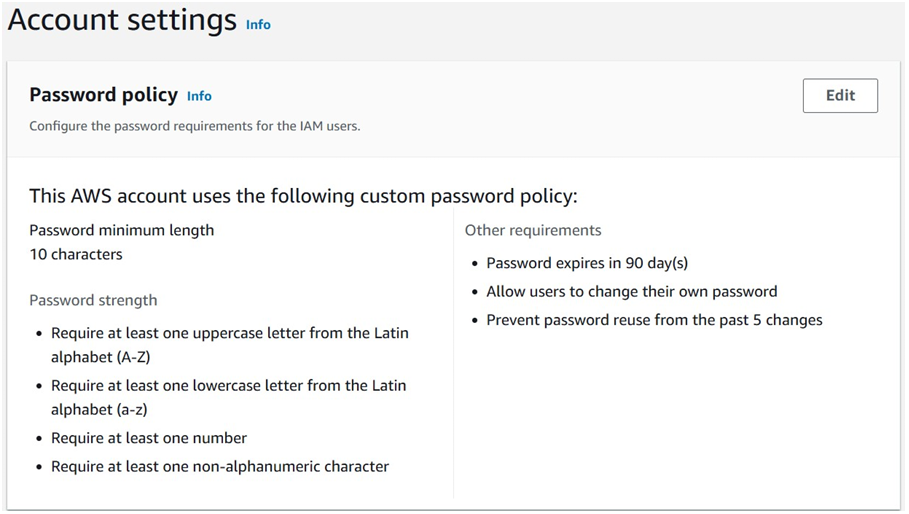 Account settings Info
Password policy Info
Edit
Configure the password requirements for the IAM users.
This AWS account uses the following custom password policy:
Password minimum length
10 characters
Password strength
• Require at least one uppercase letter from the Latin
alphabet (A-Z)
• Require at least one lowercase letter from the Latin
alphabet (a-z)
• Require at least one number
• Require at least one non-alphanumeric character
Other requirements
• Password expires in 90 day(s)
• Allow users to change their own password
• Prevent password reuse from the past 5 changes